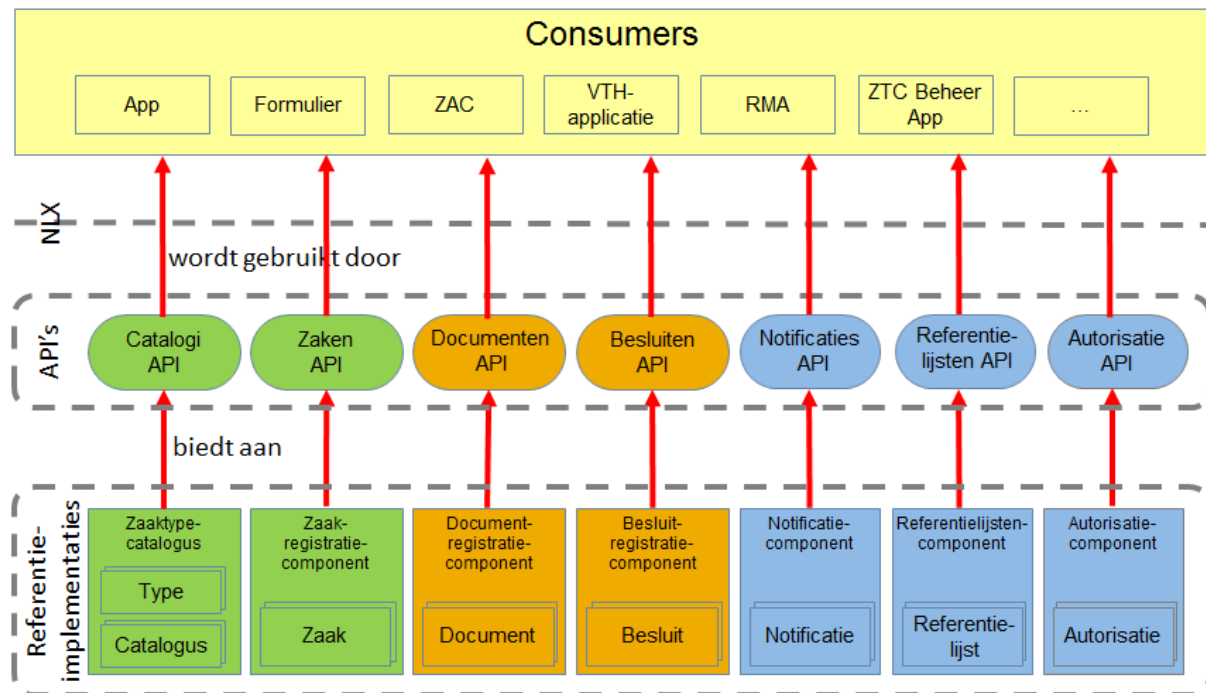 Consumers
App
Formulier
ZAC
VTH-
applicatie
RMA
ZTC Beheer
App
...
NLX
wordt gebruikt door
API's
Catalogi
API
Zaken
API
Documenten
API
Besluiten
API
Notificaties
API
Referentie-
lijsten API
Autorisatie
API
biedt aan
Referentie-
implementaties
Zaaktype-
catalogus
Type
Catalogus
Zaak-
registratie-
component
Zaak
Document-
registratie-
component
Document
Besluit-
registratie-
component
Besluit
Notificatie-
component
Notificatie
Referentielijsten-
component
Referentie-
lijst
Autorisatie-
component
Autorisatie